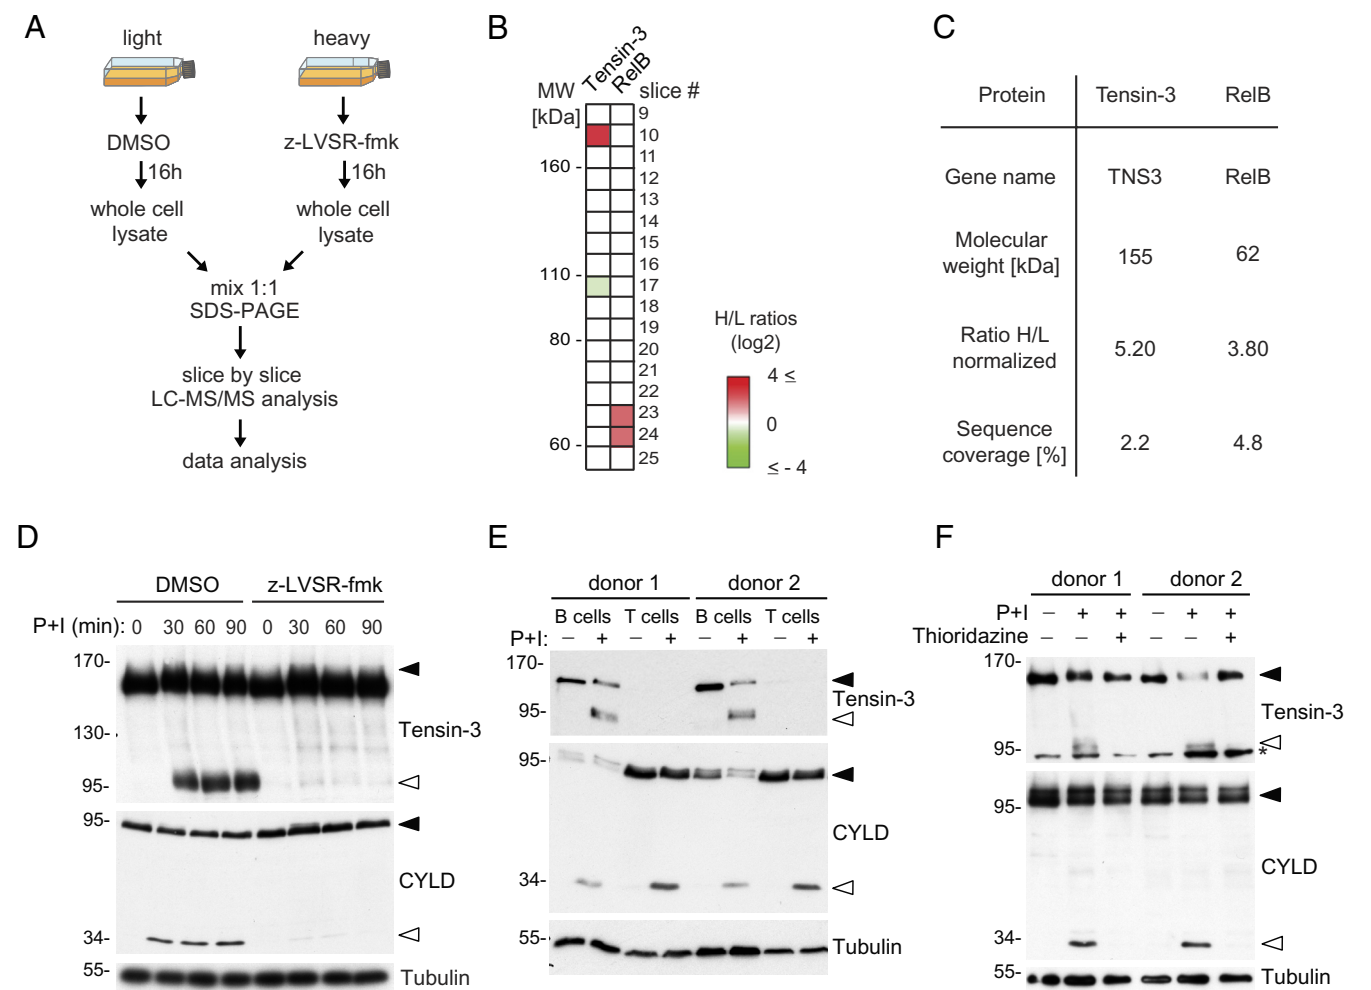 A
light heavy
DMSO z-LVSR-fmk
16h 16h
whole cell whole cell
lysate lysate
mix 1:1
SDS-PAGE
slice by slice
LC-MS/MS analysis
data analysis
B
Tensin-3
RelB
MW
[kDa]
slice #
9
10
11
160 -
12
13
14
15
16
110 -
17
18
19
80 -
20
21
22
23
60 -
24
25
H/L ratios
(log2)
4 ≤
0
≤ - 4
C
Protein Tensin-3 RelB
Gene name TNS3 RelB
Molecular
weight [kDa] 155 62
Ratio H/L
normalized 5.20 3.80
Sequence
coverage [%] 2.2 4.8
D
DMSO z-LVSR-fmk
P+I (min): 0 30 60 90 0 30 60 90
170-
130-
Tensin-3
95-
95-
CYLD
34-
55-
Tubulin
E
donor 1 donor 2
B cells T cells B cells T cells
P+I: – + – + – + – +
170-
Tensin-3
95-
95-
CYLD
34-
55-
Tubulin
F
donor 1 donor 2
P+I – + + – + +
Thioridazine – – + – – +
170-
Tensin-3
95-
*
95-
CYLD
34-
55-
Tubulin